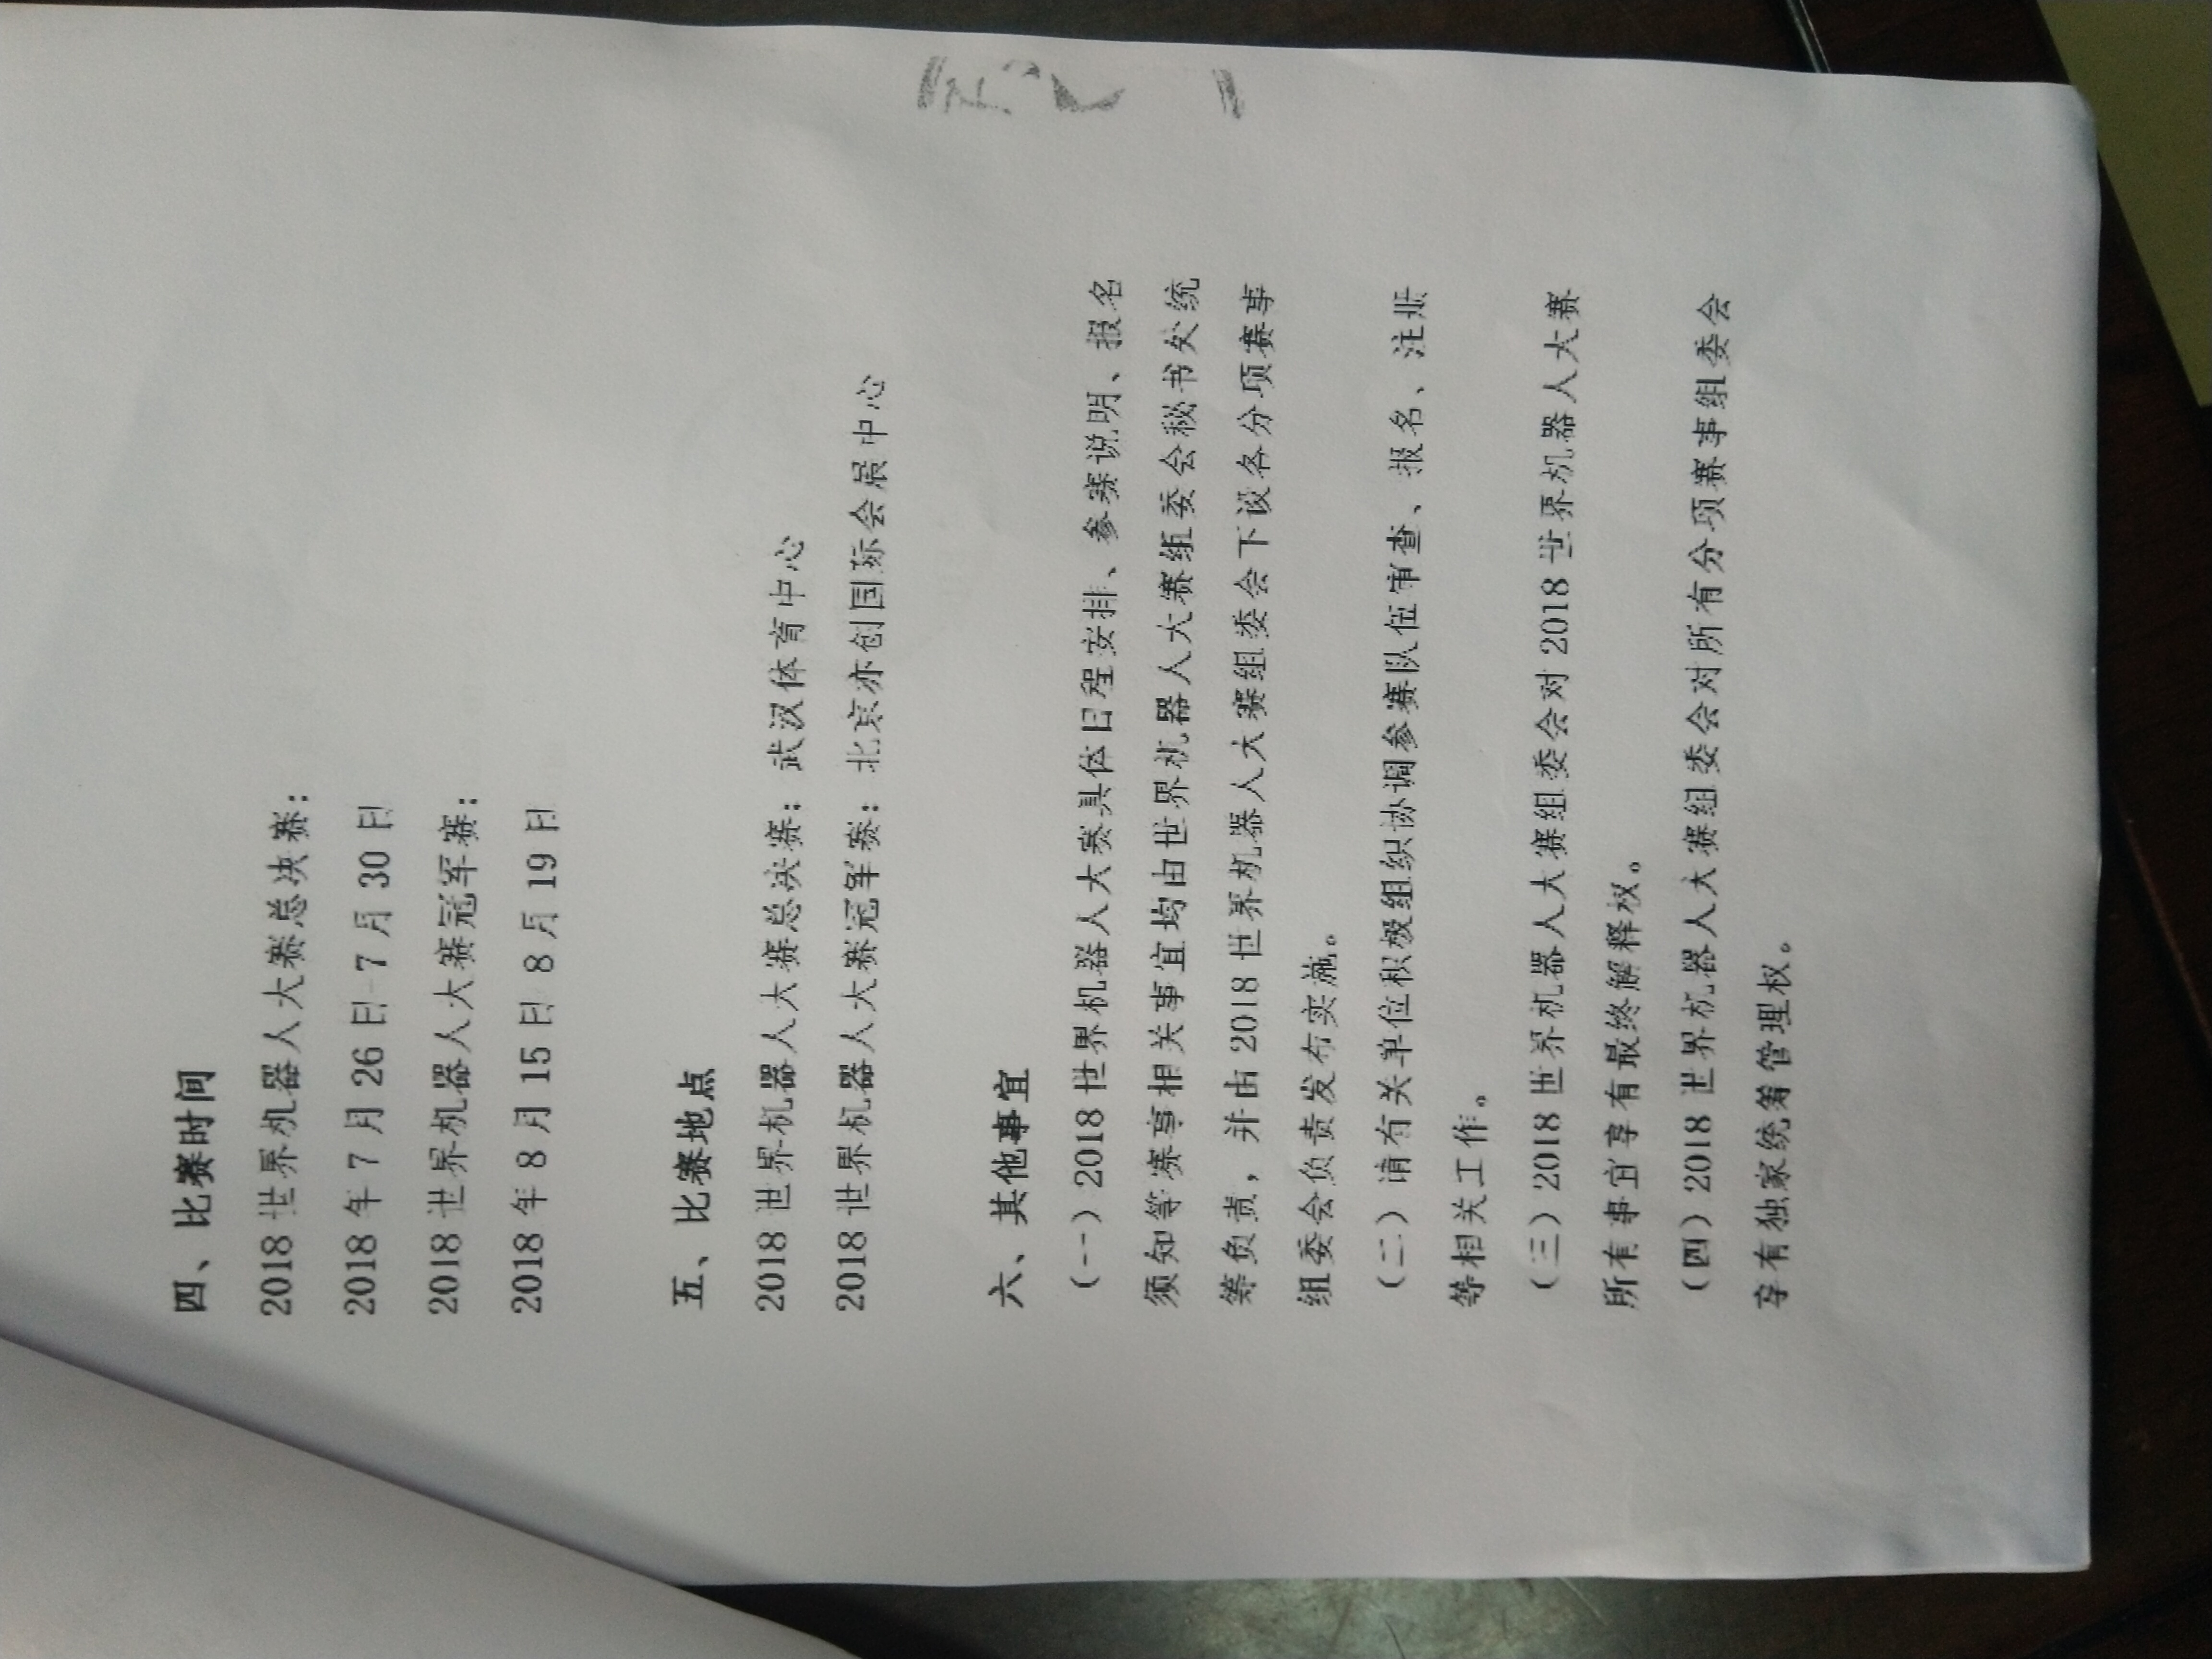 四、比赛时间
2018 世界机器人大赛总决赛：
2018 年 7 月 26 日-7 月 30 日
2018 世界机器人大赛冠军赛：
2018 年 8 月 15 日 8 月 19 日
五、比赛地点
2018 世界机器人大赛总决赛：武汉体育中心
2018 世界机器人大赛冠军赛：北京亦创国际会展中心
六、其他事宜
（一）2018 世界机器人大赛具体日程安排、参赛说明、报名
须知等赛事相关事宜均由世界机器人大赛组委会秘书处统
筹负责，并由 2018 世界机器人大赛组委会下设各分项赛事
组委会负责发布实施。
（二）请有关单位积极组织协调参赛队伍审查、报名、注册
等相关工作。
（三）2018 世界机器人大赛组委会对 2018 世界机器人大赛
所有事宜享有最终解释权。
（四）2018 世界机器人大赛组委会对所有分项赛事组委会
享有独家统筹管理权。